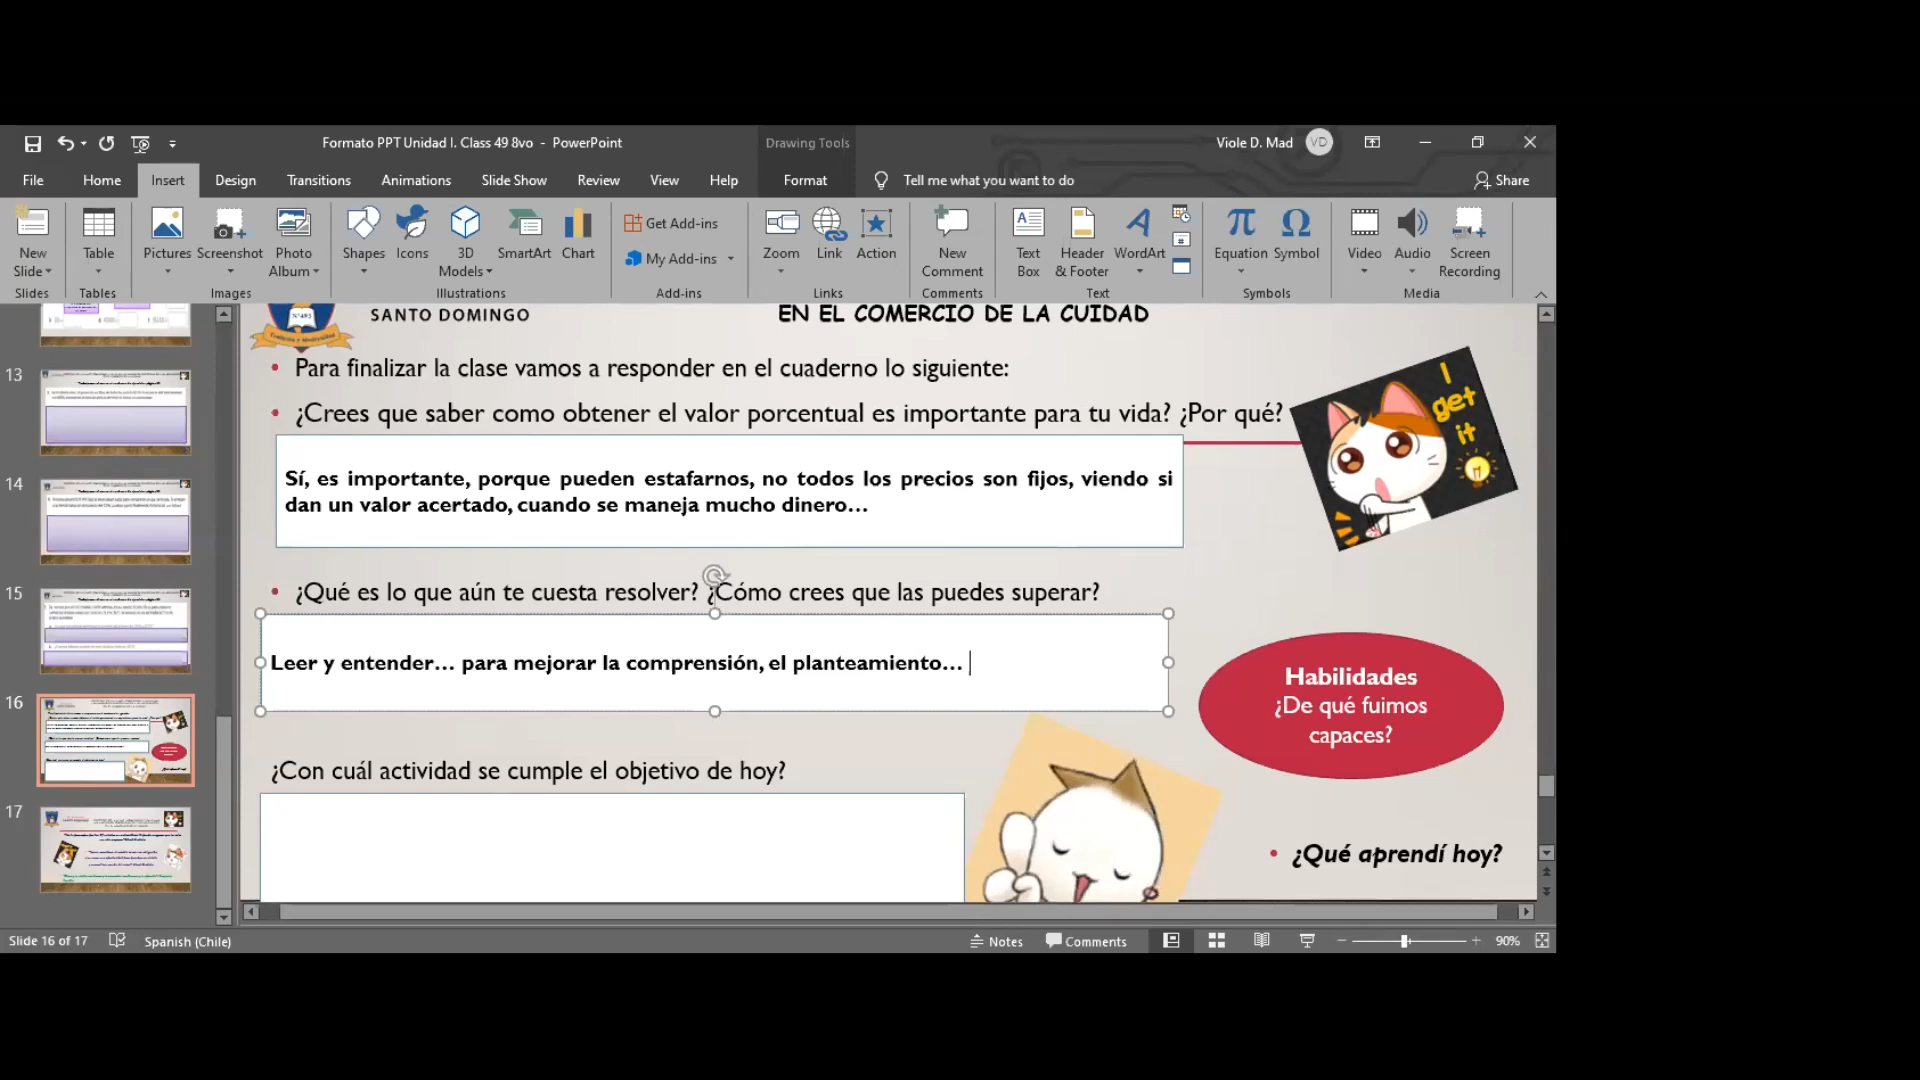 Formato PPT Unidad I. Class 49 8vo - PowerPoint
Drawing Tools
Viole D. Mad
VD
File Home Insert Design Transitions Animations Slide Show Review View Help Format Tell me what you want to do Share
New Slide
Table
Pictures
Screenshot
Photo Album
Shapes
Icons
3D Models
SmartArt
Chart
Get Add-ins
My Add-ins
Zoom
Link
Action
New Comment
Text Box
Header & Footer
WordArt
Equation
Symbol
Video
Audio
Screen Recording
Slides Tables Images Illustrations Add-ins Links Comments Text Symbols Media
13
14
15
16
17
SANTO DOMINGO
EN EL COMERCIO DE LA CUIDAD
• Para finalizar la clase vamos a responder en el cuaderno lo siguiente:
• ¿Crees que saber como obtener el valor porcentual es importante para tu vida? ¿Por qué?
I
get
it
Sí, es importante, porque pueden estafarnos, no todos los precios son fijos, viendo si
dan un valor acertado, cuando se maneja mucho dinero…
• ¿Qué es lo que aún te cuesta resolver? ¿Cómo crees que las puedes superar?
Leer y entender… para mejorar la comprensión, el planteamiento…
Habilidades
¿De qué fuimos
capaces?
¿Con cuál actividad se cumple el objetivo de hoy?
• ¿Qué aprendí hoy?
Slide 16 of 17 Spanish (Chile) Notes Comments 90%